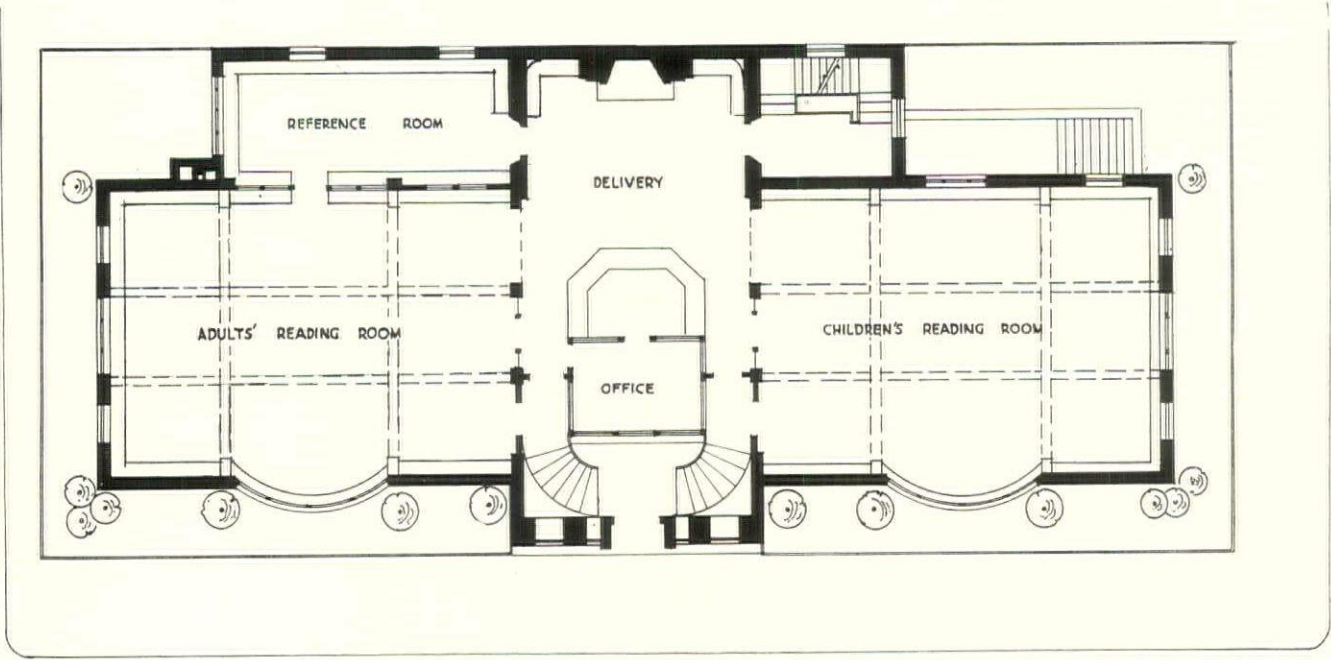 REFERENCE ROOM
DELIVERY
ADULTS' READING ROOM
CHILDREN'S READING ROOM
OFFICE